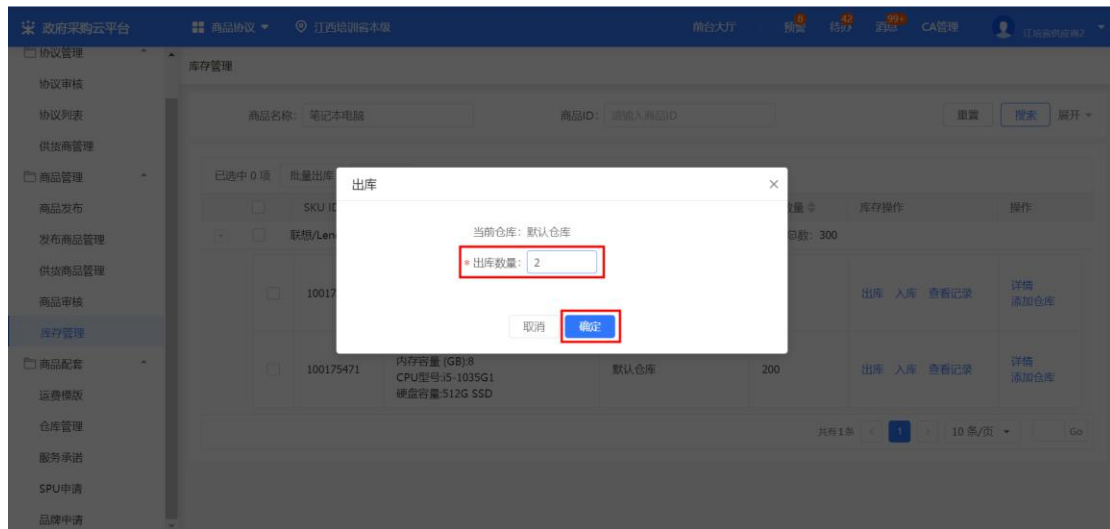 政府采购云平台
商品协议
江西培训省本级
前台大厅
预警
8
待办
42
消息
99+
CA管理
协议管理
协议审核
协议列表
供货商管理
商品管理
商品发布
发布商品管理
供货商品管理
商品审核
库存管理
商品配套
运费模版
仓库管理
服务承诺
SPU申请
品牌申请
库存管理
商品名称: 笔记本电脑
商品ID: 请输入商品ID
重置
搜索
展开
已选中 0 项
批量出库
SKU ID
数量
库存操作
操作
联想/Len
总数: 300
10017
出库 入库 查看记录
详情
添加仓库
100175471
内存容量 (GB):8
CPU型号:i5-1035G1
硬盘容量:512G SSD
默认仓库
200
出库 入库 查看记录
详情
添加仓库
共有1条
1
10 条/页
Go
出库
当前仓库: 默认仓库
* 出库数量: 2
取消
确定